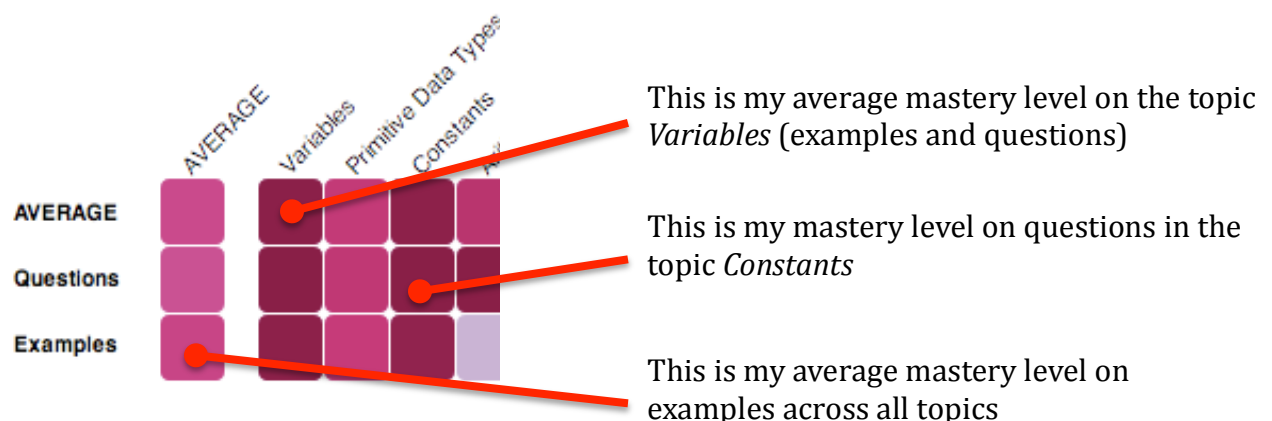 AVERAGE
Variables
Primitive Data Types
Constants
This is my average mastery level on the topic
Variables (examples and questions)
AVERAGE
This is my mastery level on questions in the
topic Constants
Questions
Examples
This is my average mastery level on
examples across all topics